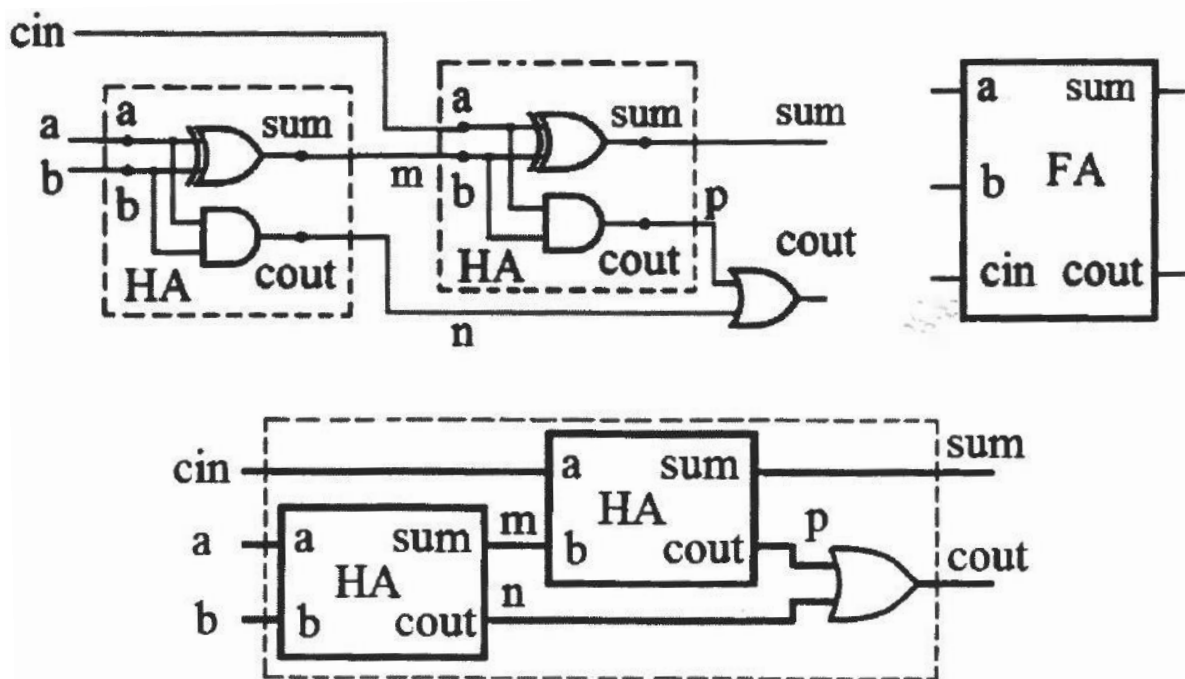 cin
a a sum
b b
HA cout
m
n
a sum sum
b
HA cout
p
cout
a sum
b FA
cin cout
cin
a a sum
HA
b b cout
m
n
a sum
HA
b cout
p
sum
cout